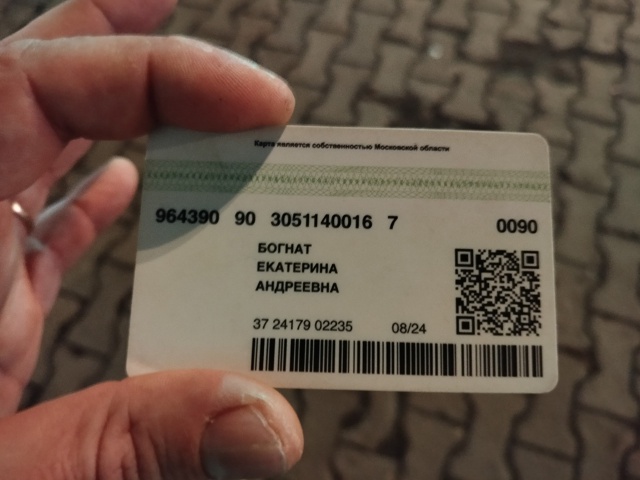 Карта является собственностью Московской области
964390 90 3051140016 7 0090
БОГНАТ
ЕКАТЕРИНА
АНДРЕЕВНА
37 24179 02235 08/24